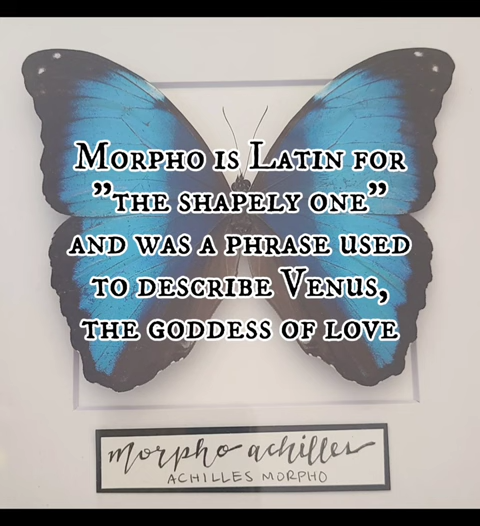 Morpho is Latin for
"the shapely one"
and was a phrase used
to describe Venus,
the goddess of love
morpho achilles
ACHILLES MORPHO